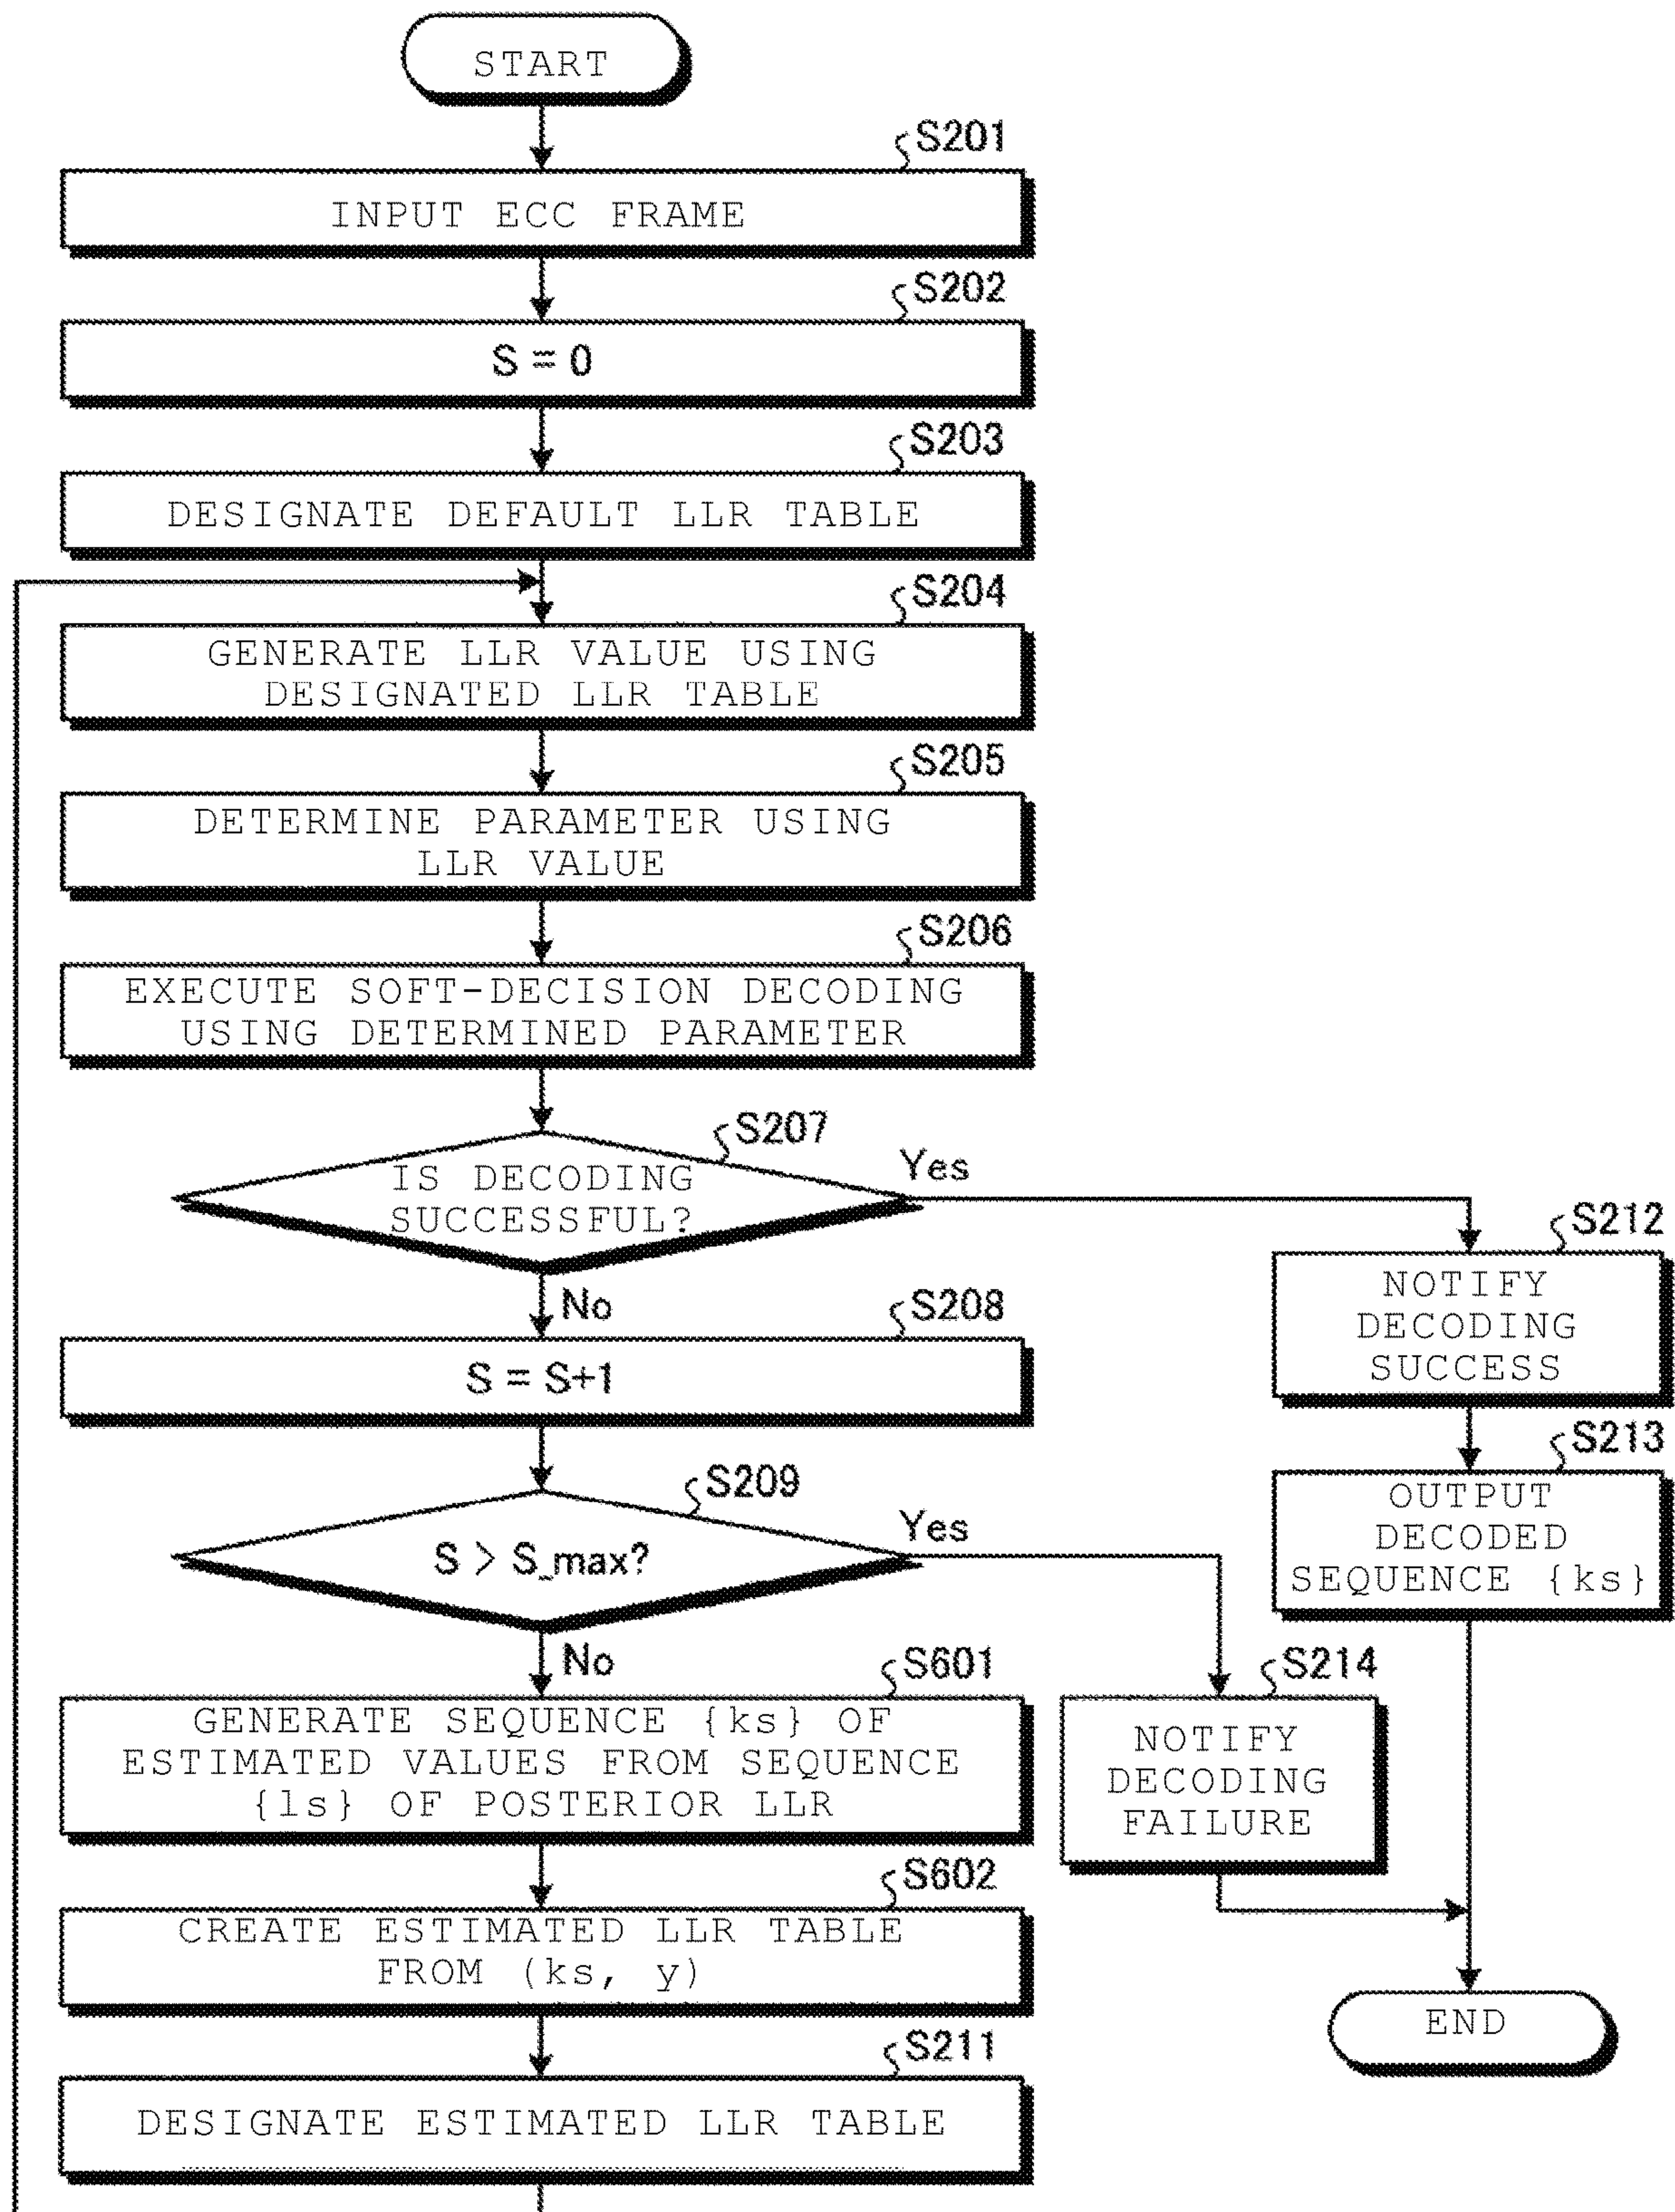 START
S201
INPUT ECC FRAME
S202
S = 0
S203
DESIGNATE DEFAULT LLR TABLE
S204
GENERATE LLR VALUE USING
DESIGNATED LLR TABLE
S205
DETERMINE PARAMETER USING
LLR VALUE
S206
EXECUTE SOFT-DECISION DECODING
USING DETERMINED PARAMETER
S207
IS DECODING
SUCCESSFUL?
Yes
No
S212
NOTIFY
DECODING
SUCCESS
S208
S = S+1
S213
OUTPUT
DECODED
SEQUENCE {ks}
S209
S > S_max?
Yes
No
S214
NOTIFY
DECODING
FAILURE
S601
GENERATE SEQUENCE {ks} OF
ESTIMATED VALUES FROM SEQUENCE
{ls} OF POSTERIOR LLR
S602
CREATE ESTIMATED LLR TABLE
FROM (ks, y)
END
S211
DESIGNATE ESTIMATED LLR TABLE